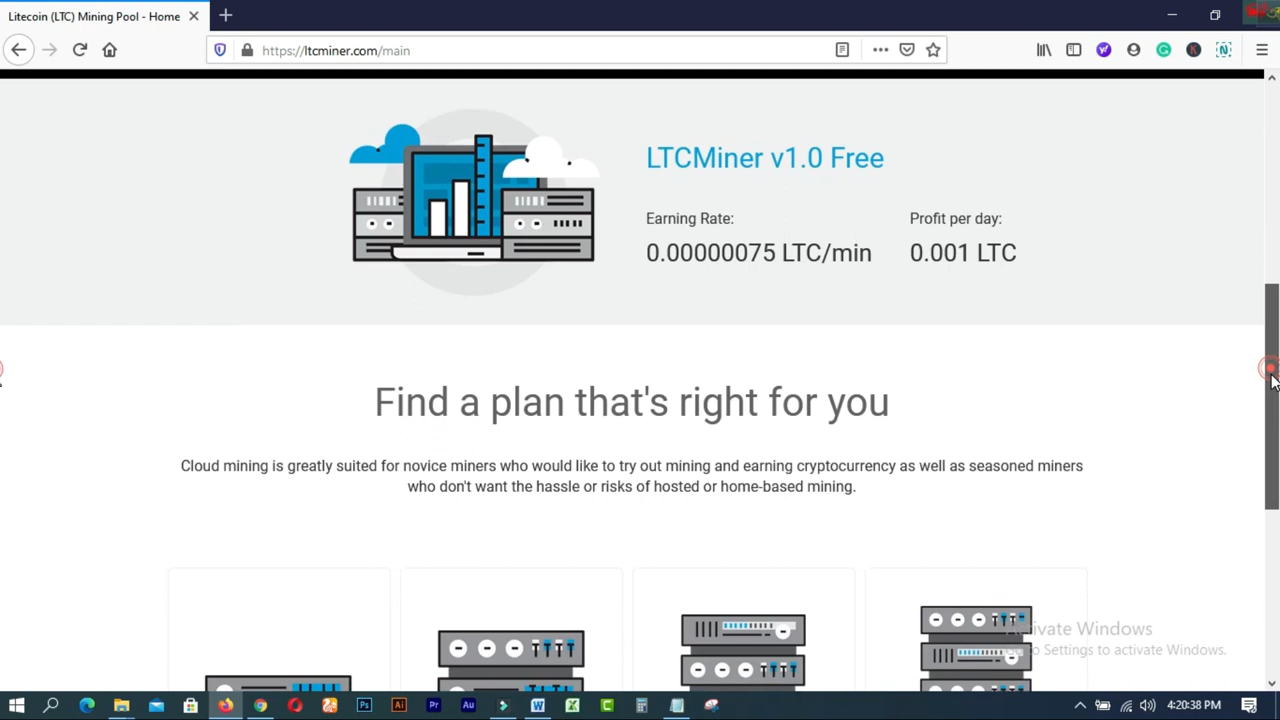 Litecoin (LTC) Mining Pool - Home
https://ltcminer.com/main
LTCMiner v1.0 Free
Earning Rate:
Profit per day:
0.00000075 LTC/min
0.001 LTC
Find a plan that's right for you
Cloud mining is greatly suited for novice miners who would like to try out mining and earning cryptocurrency as well as seasoned miners
who don't want the hassle or risks of hosted or home-based mining.
Activate Windows
Go to Settings to activate Windows.
Ps
Ai
Pr
Au
4:20:38 PM